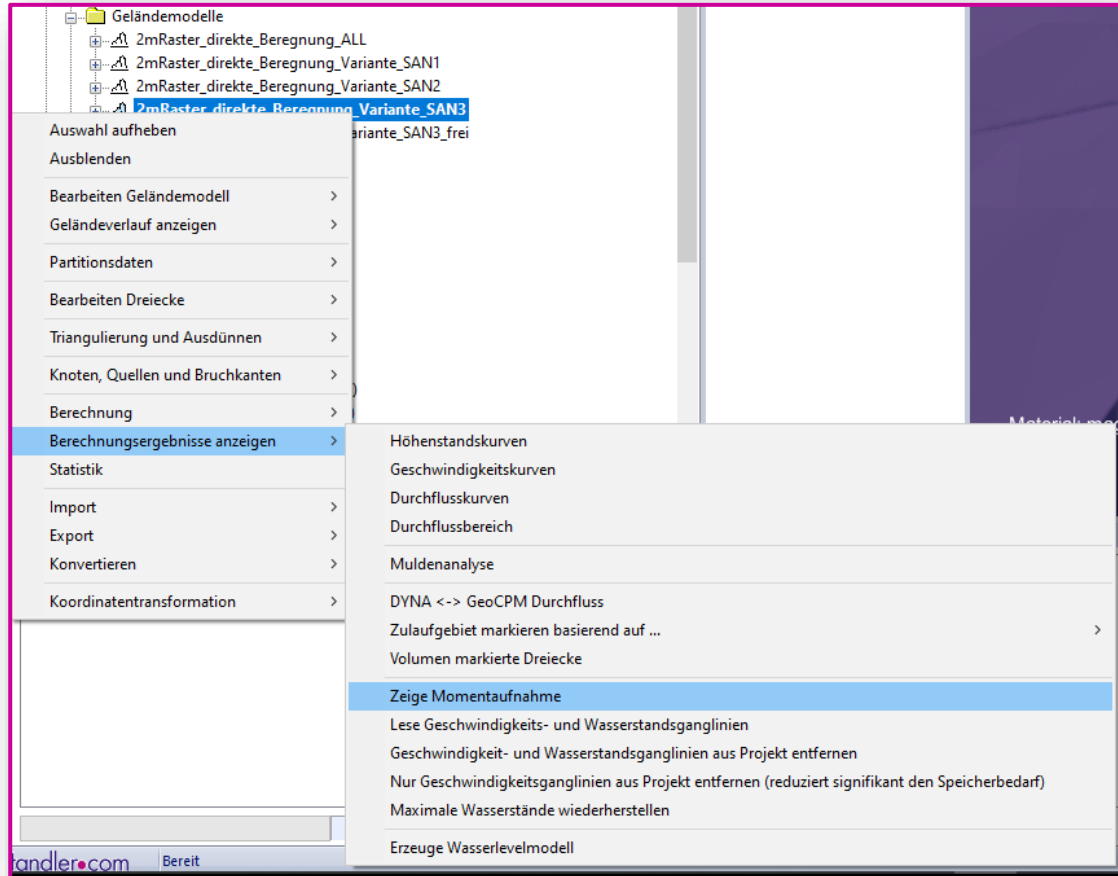 Geländemodelle
2mRaster_direkte_Beregnung_ALL
2mRaster_direkte_Beregnung_Variante_SAN1
2mRaster_direkte_Beregnung_Variante_SAN2
2mRaster_direkte_Beregnung_Variante_SAN3
ariante_SAN3_frei
Auswahl aufheben
Ausblenden
Bearbeiten Geländemodell
Geländeverlauf anzeigen
Partitionsdaten
Bearbeiten Dreiecke
Triangulierung und Ausdünnen
Knoten, Quellen und Bruchkanten
Berechnung
Berechnungsergebnisse anzeigen
Statistik
Import
Export
Konvertieren
Koordinatentransformation
Höhenstandskurven
Geschwindigkeitskurven
Durchflusskurven
Durchflussbereich
Muldenanalyse
DYNA <-> GeoCPM Durchfluss
Zulaufgebiet markieren basierend auf ...
Volumen markierte Dreiecke
Zeige Momentaufnahme
Lese Geschwindigkeits- und Wasserstandsganglinien
Geschwindigkeit- und Wasserstandsganglinien aus Projekt entfernen
Nur Geschwindigkeitsganglinien aus Projekt entfernen (reduziert signifikant den Speicherbedarf)
Maximale Wasserstände wiederherstellen
Erzeuge Wasserlevelmodell
tandler.com
Bereit